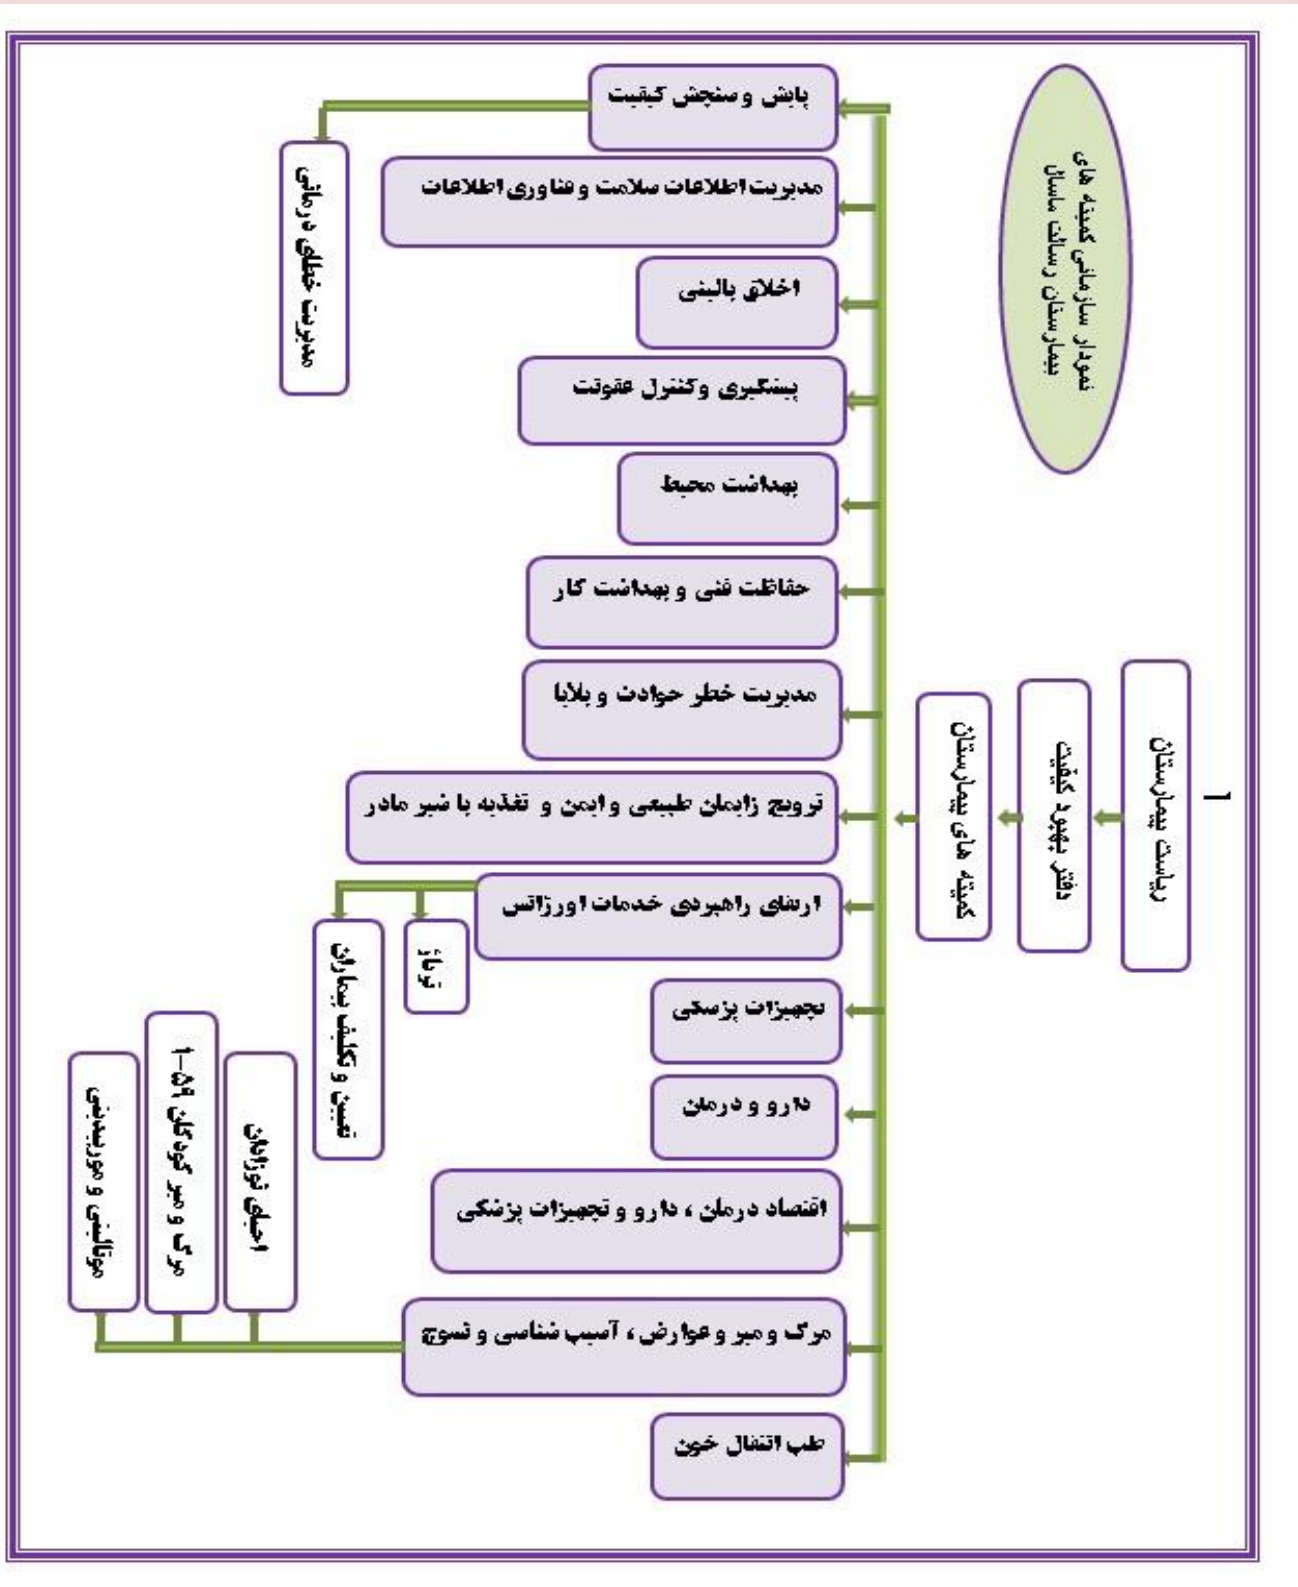 نمودار سازمانی کمیته های
بیمارستان رسالت ماسال
1
ریاست بیمارستان
دفتر بهبود کیفیت
کمیته های بیمارستان
پایش و سنجش کیفیت
مدیریت خطای درمانی
مدیریت اطلاعات سلامت و فناوری اطلاعات
اخلاق بالینی
پیشگیری وکنترل عفونت
بهداشت محیط
حفاظت فنی و بهداشت کار
مدیریت خطر حوادث و بلایا
ترویج زایمان طبیعی و ایمن و تغذیه با شیر مادر
ارتقای راهبردی خدمات اورژانس
تریاژ
تعیین و تکلیف بیماران
تجهیزات پزشکی
دارو و درمان
اقتصاد درمان ، دارو و تجهیزات پزشکی
مرگ و میر و عوارض ، آسیب شناسی و نسوج
احیای نوزادان
مرگ و میر کودکان ۵۹-۱
مورتالیتی و موربیدیتی
طب انتقال خون